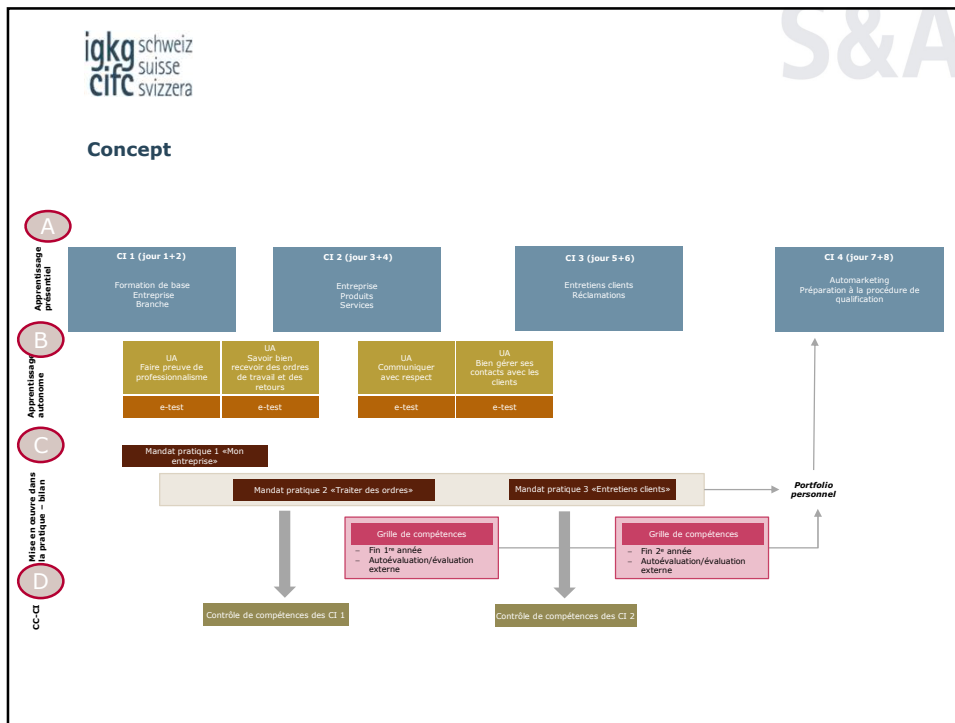 S&A
igkg schweiz
suisse
cifc svizzera
Concept
A
Apprentissage
présentiel
CI 1 (jour 1+2)
Formation de base
Entreprise
Branche
CI 2 (jour 3+4)
Entreprise
Produits
Services
CI 3 (jour 5+6)
Entretiens clients
Réclamations
CI 4 (jour 7+8)
Automarketing
Préparation à la procédure de
qualification
B
Apprentissage
autonome
UA
Faire preuve de
professionnalisme
e-test
UA
Savoir bien
recevoir des ordres
de travail et des
retours
e-test
UA
Communiquer
avec respect
e-test
UA
Bien gérer ses
contacts avec les
clients
e-test
C
Mise en œuvre dans
la pratique – bilan
Mandat pratique 1 «Mon
entreprise»
Mandat pratique 2 «Traiter des ordres»
Mandat pratique 3 «Entretiens clients»
Portfolio
personnel
Grille de compétences
– Fin 1re année
– Autoévaluation/évaluation
externe
Grille de compétences
– Fin 2e année
– Autoévaluation/évaluation
externe
D
CC-CI
Contrôle de compétences des CI 1
Contrôle de compétences des CI 2